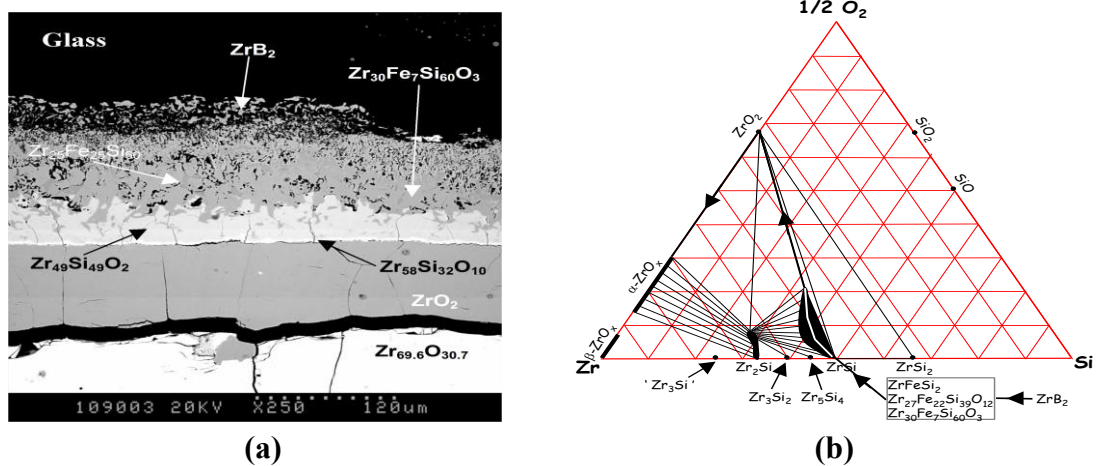 Glass
ZrB2
Zr30Fe7Si60O3
Zr49Si49O2
Zr58Si32O10
ZrO2
Zr69.6O30.7
109003 20KV X250 120um
(a)
1/2 O2
ZrO2
SiO2
SiO
α-ZrOx
β-ZrOx
Zr
Zr2Si
ZrSi
ZrSi2
Si
'Zr3Si'
Zr3Si2
Zr5Si4
ZrFeSi2
Zr27Fe22Si39O12
Zr30Fe7Si60O3
ZrB2
(b)